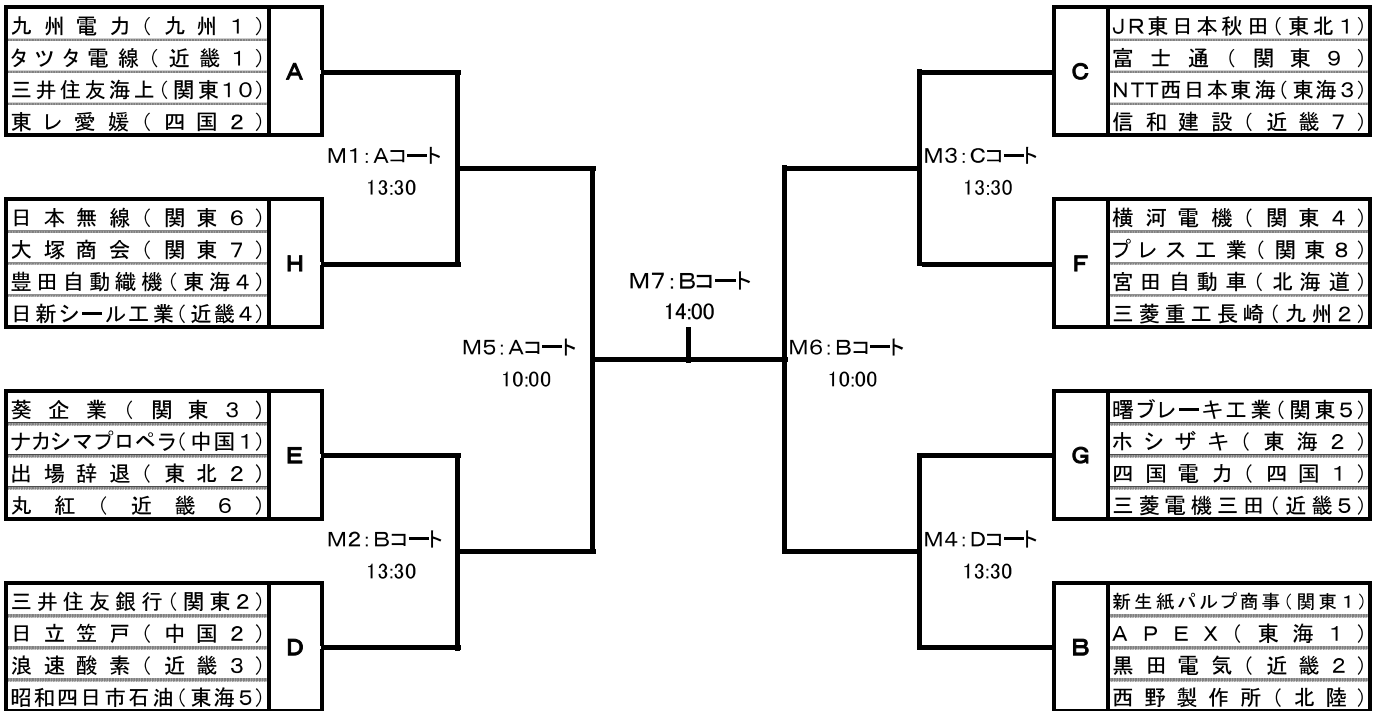 九州電力(九州1)
タツタ電線(近畿1)
三井住友海上(関東10)
東レ愛媛(四国2)
A
日本無線(関東6)
大塚商会(関東7)
豊田自動織機(東海4)
日新シール工業(近畿4)
H
葵企業(関東3)
ナカシマプロペラ(中国1)
出場辞退(東北2)
丸紅(近畿6)
E
三井住友銀行(関東2)
日立笠戸(中国2)
浪速酸素(近畿3)
昭和四日市石油(東海5)
D
M1:Aコート
13:30
M2:Bコート
13:30
M5:Aコート
10:00
M7:Bコート
14:00
M6:Bコート
10:00
M3:Cコート
13:30
M4:Dコート
13:30
C
JR東日本秋田(東北1)
富士通(関東9)
NTT西日本東海(東海3)
信和建設(近畿7)
F
横河電機(関東4)
プレス工業(関東8)
宮田自動車(北海道)
三菱重工長崎(九州2)
G
曙ブレーキ工業(関東5)
ホシザキ(東海2)
四国電力(四国1)
三菱電機三田(近畿5)
B
新生紙パルプ商事(関東1)
APEX(東海1)
黒田電気(近畿2)
西野製作所(北陸)